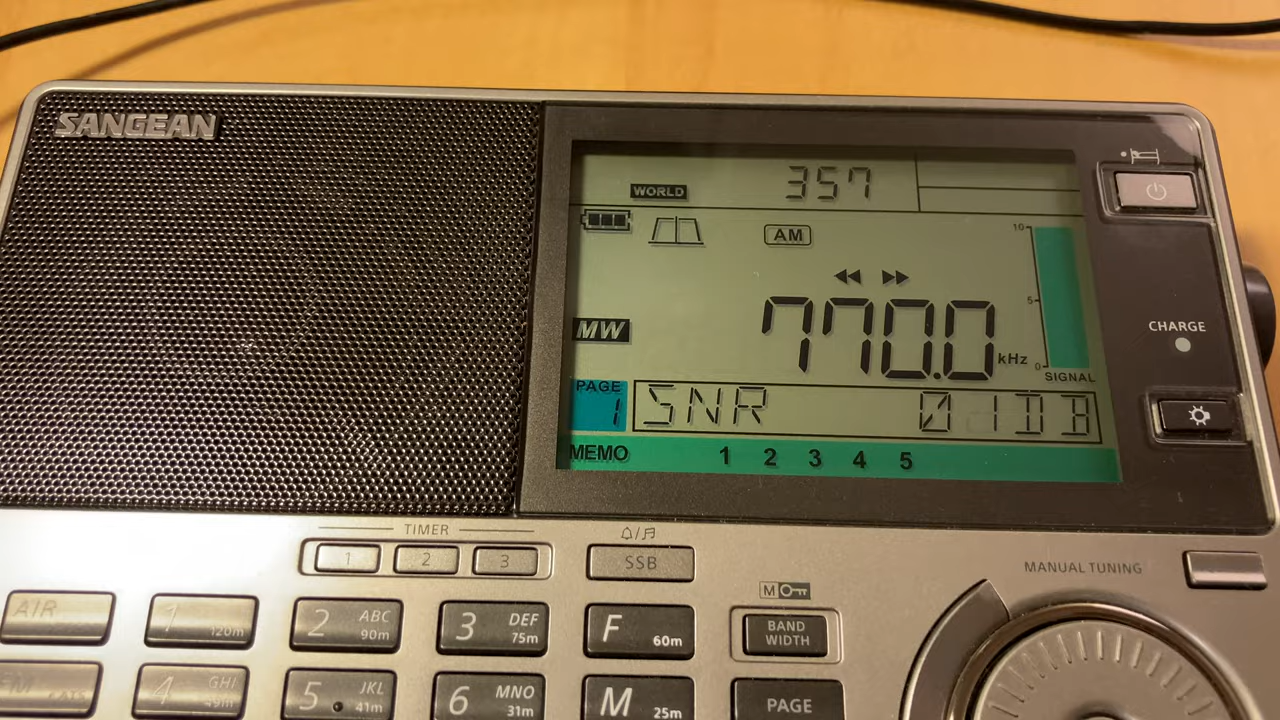 SANGEAN
WORLD 357
AM
10
5
0
MW 770.0 kHz
SIGNAL
CHARGE
PAGE
1
SNR 01DB
MEMO 1 2 3 4 5
TIMER
1 2 3
SSB
MANUAL TUNING
M
BAND
WIDTH
AIR
1 120m
2 ABC 90m
3 DEF 75m
F 60m
4 GHI 49m
5 JKL 41m
6 MNO 31m
M 25m
PAGE